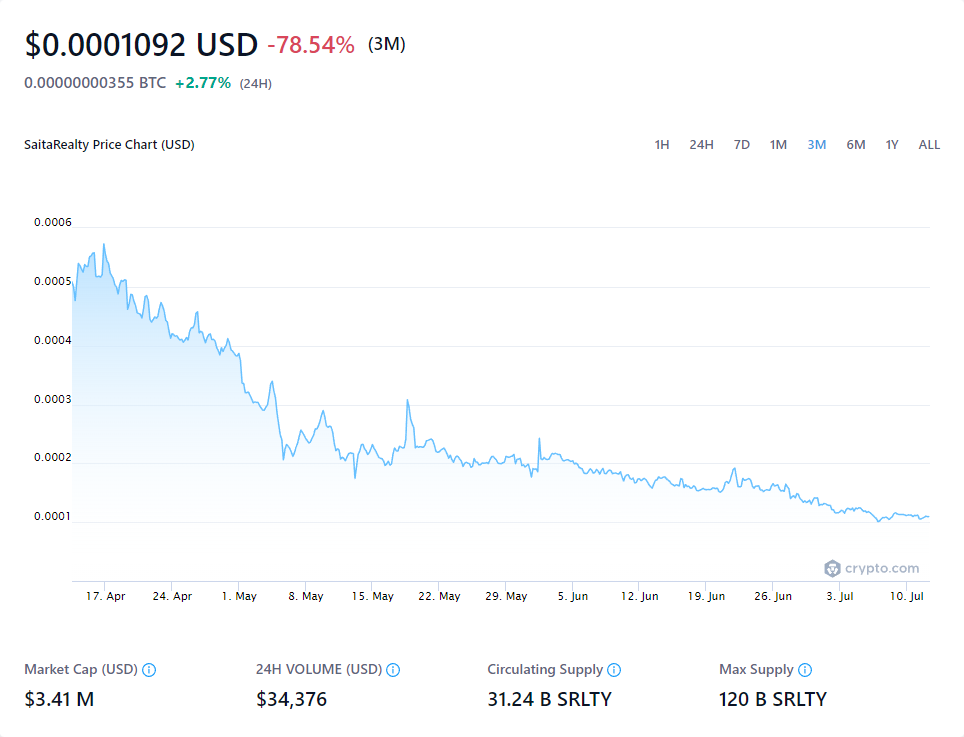 $0.0001092 USD -78.54% (3M)
0.00000000355 BTC +2.77% (24H)
SaitaRealty Price Chart (USD) 1H 24H 7D 1M 3M 6M 1Y ALL
0.0006
0.0005
0.0004
0.0003
0.0002
0.0001
crypto.com
17. Apr 24. Apr 1. May 8. May 15. May 22. May 29. May 5. Jun 12. Jun 19. Jun 26. Jun 3. Jul 10. Jul
Market Cap (USD) 24H VOLUME (USD) Circulating Supply Max Supply
$3.41 M $34,376 31.24 B SRLTY 120 B SRLTY